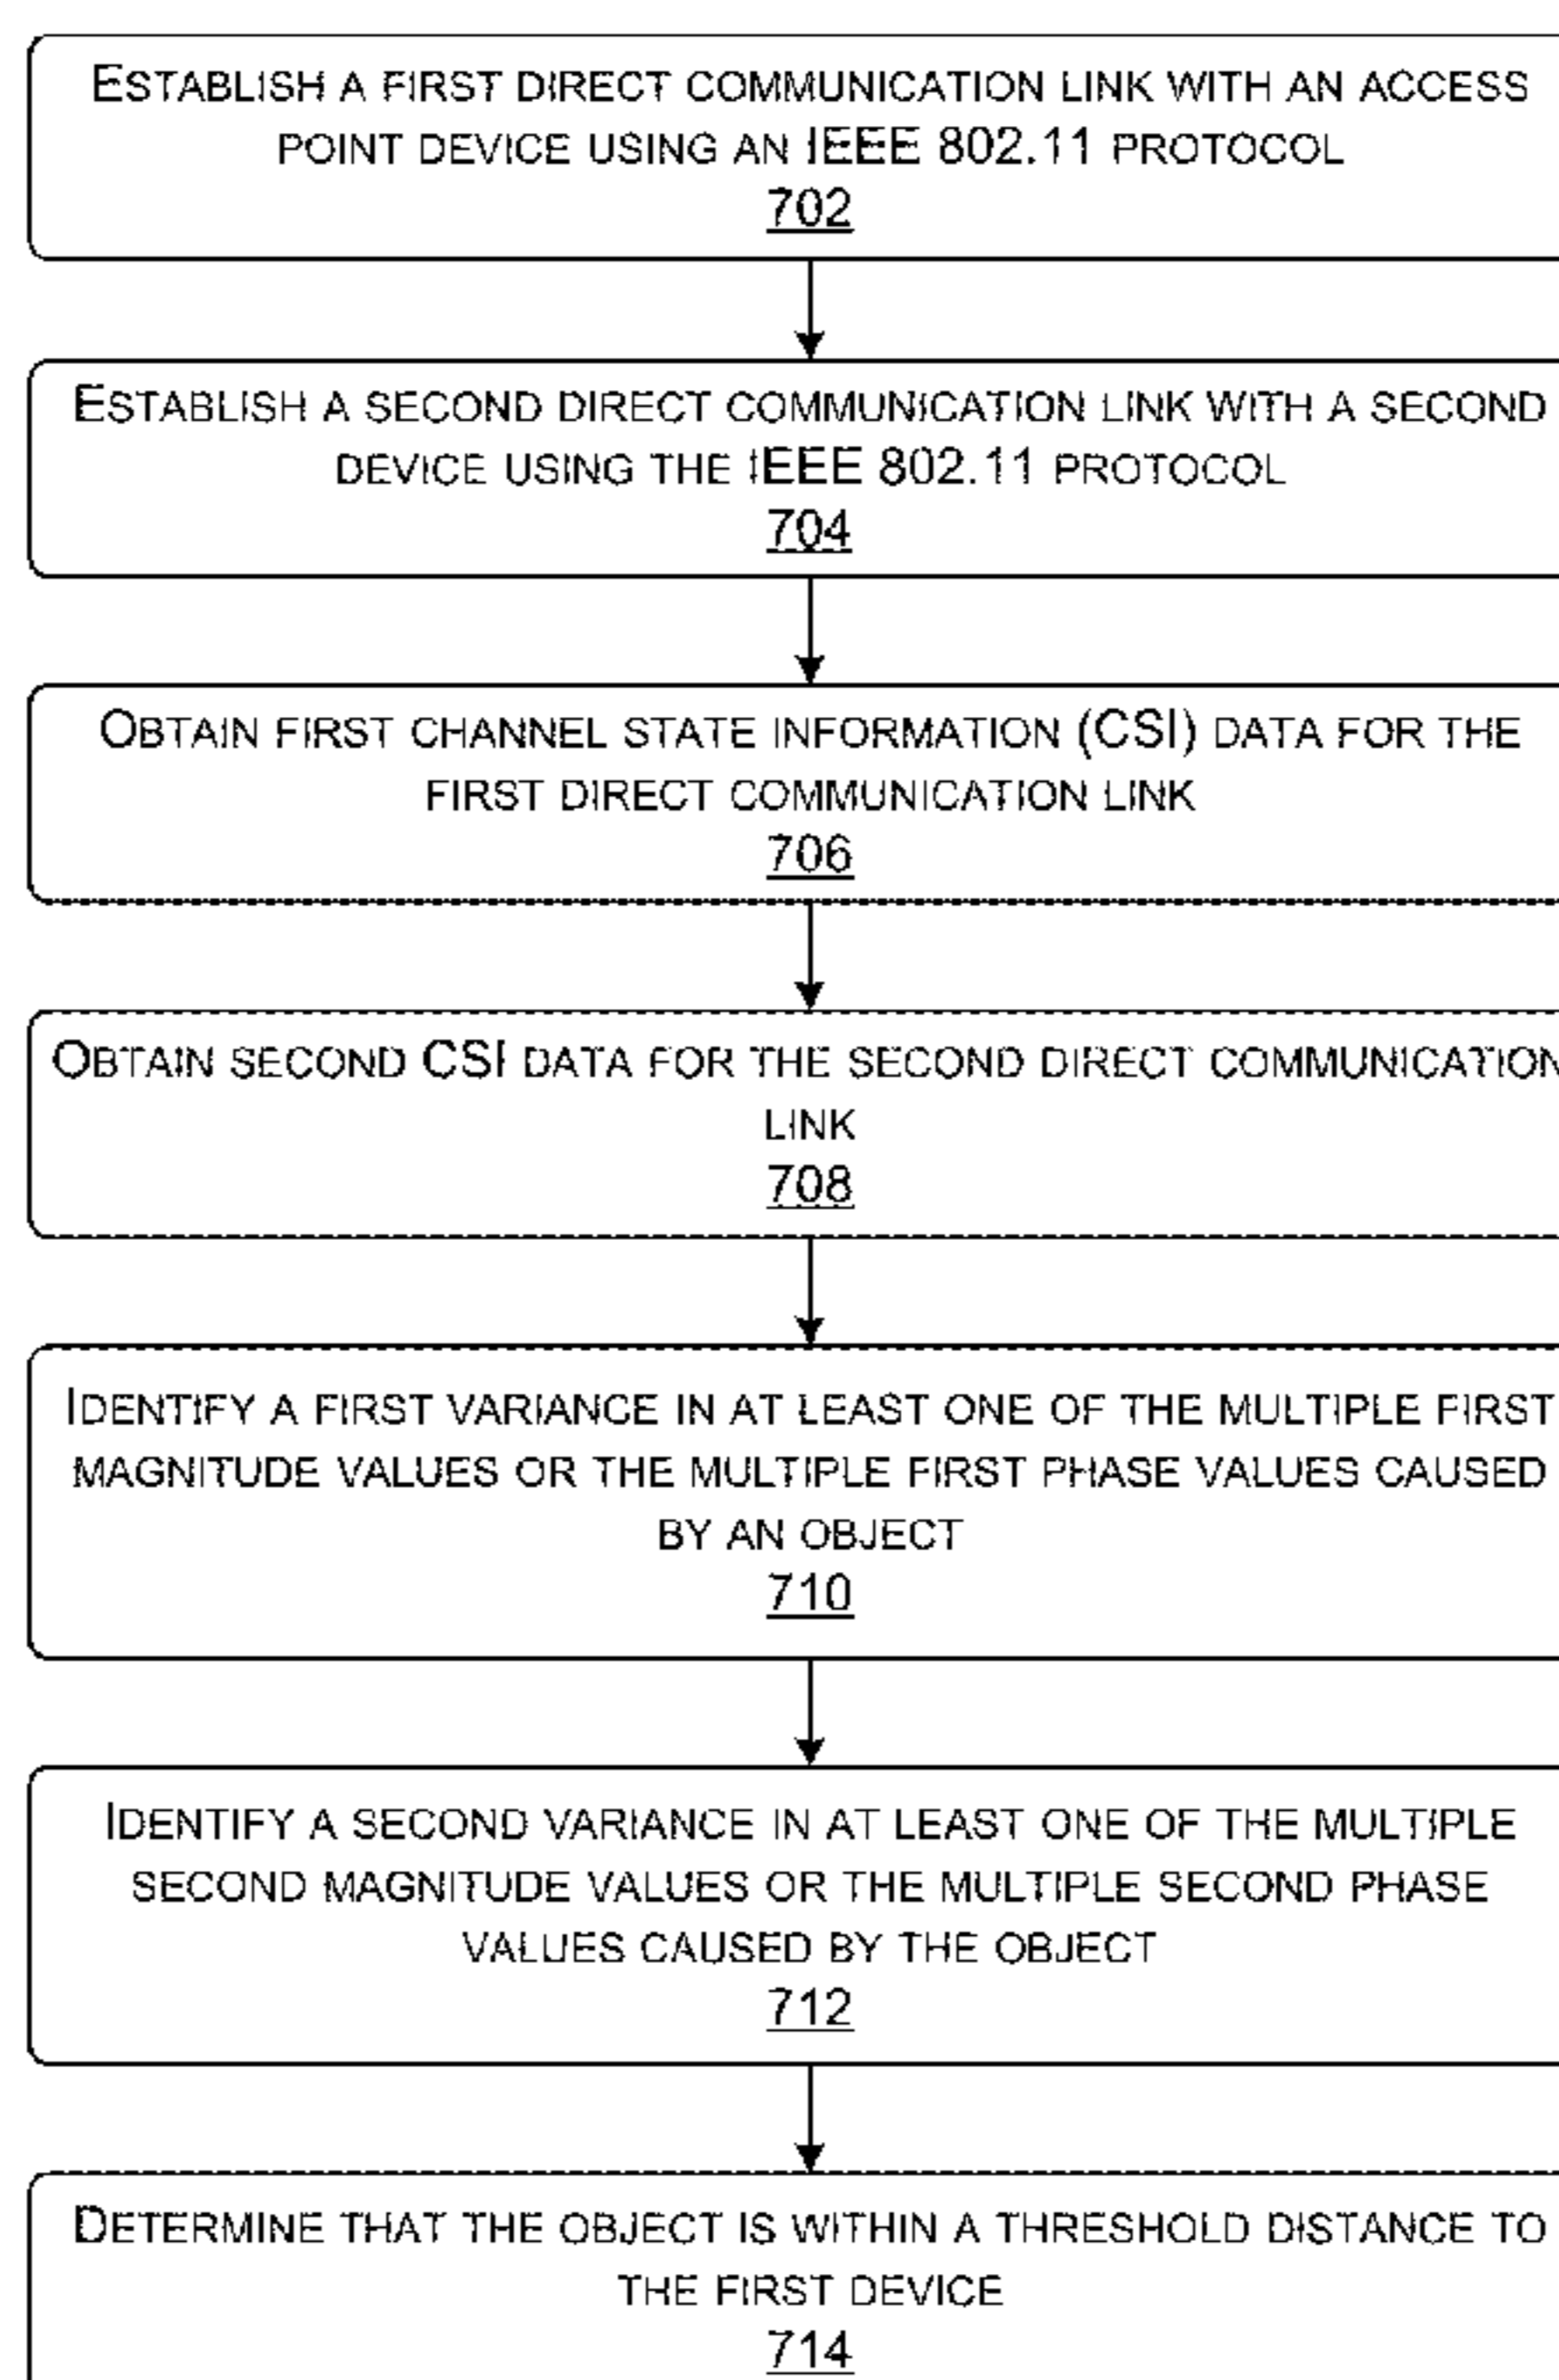 ESTABLISH A FIRST DIRECT COMMUNICATION LINK WITH AN ACCESS
POINT DEVICE USING AN IEEE 802.11 PROTOCOL
702
ESTABLISH A SECOND DIRECT COMMUNICATION LINK WITH A SECOND
DEVICE USING THE IEEE 802.11 PROTOCOL
704
OBTAIN FIRST CHANNEL STATE INFORMATION (CSI) DATA FOR THE
FIRST DIRECT COMMUNICATION LINK
706
OBTAIN SECOND CSI DATA FOR THE SECOND DIRECT COMMUNICATION
LINK
708
IDENTIFY A FIRST VARIANCE IN AT LEAST ONE OF THE MULTIPLE FIRST
MAGNITUDE VALUES OR THE MULTIPLE FIRST PHASE VALUES CAUSED
BY AN OBJECT
710
IDENTIFY A SECOND VARIANCE IN AT LEAST ONE OF THE MULTIPLE
SECOND MAGNITUDE VALUES OR THE MULTIPLE SECOND PHASE
VALUES CAUSED BY THE OBJECT
712
DETERMINE THAT THE OBJECT IS WITHIN A THRESHOLD DISTANCE TO
THE FIRST DEVICE
714